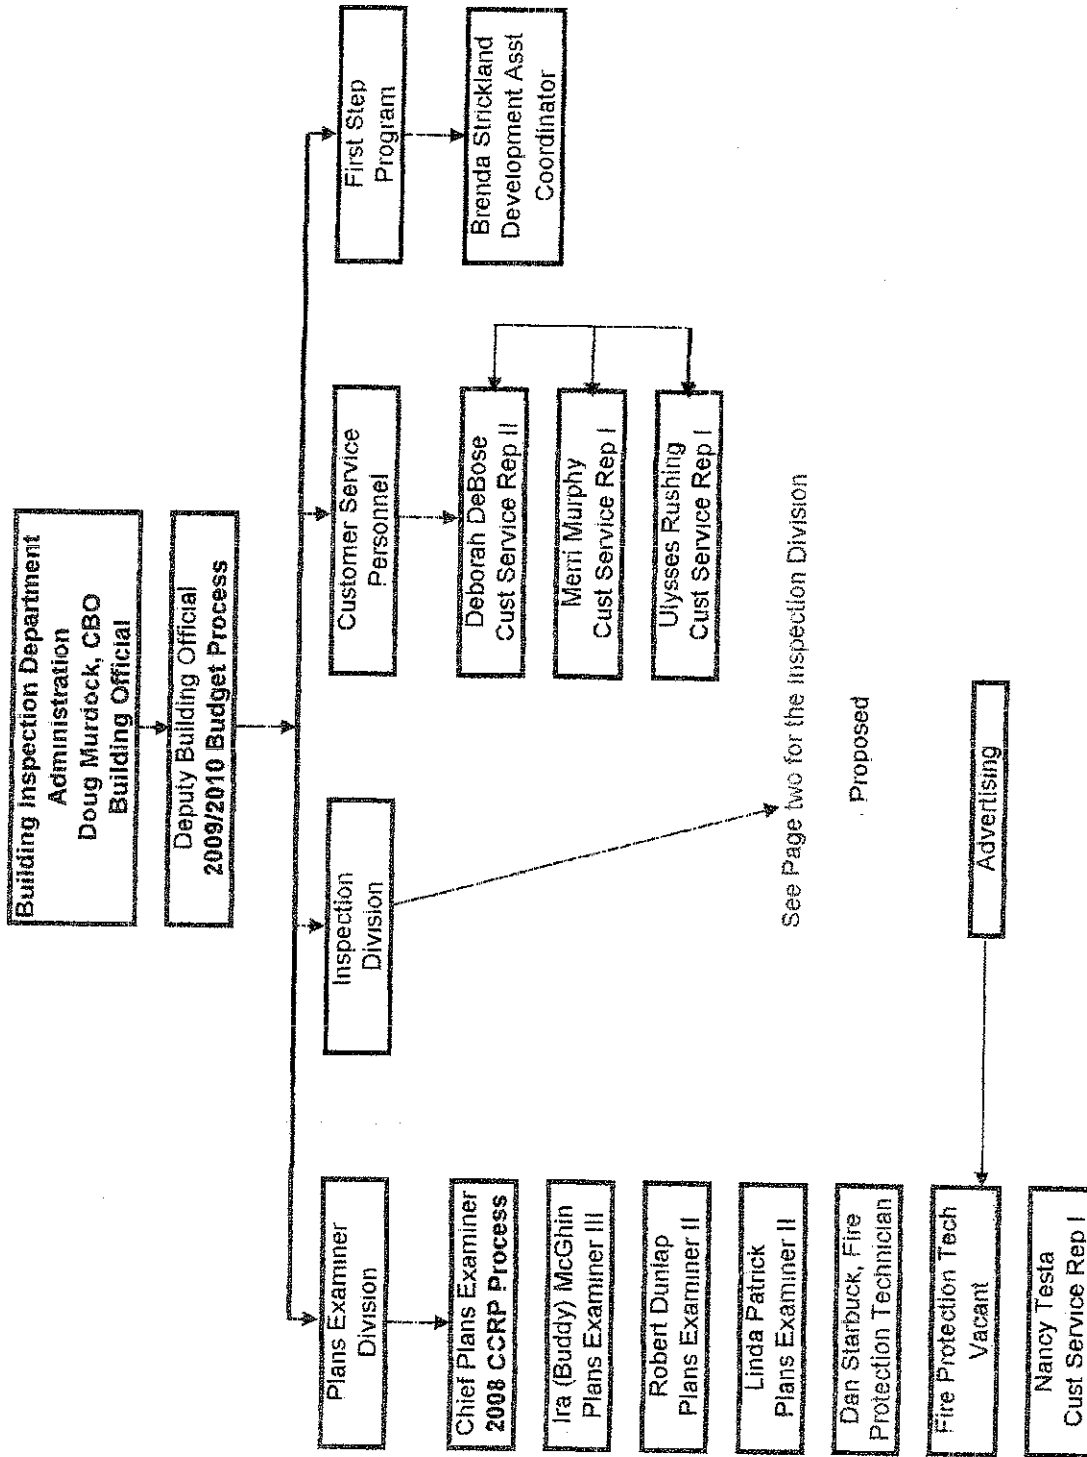 Building Inspection Department
Administration
Doug Murdock, CBO
Building Official
Deputy Building Official
2009/2010 Budget Process
Plans Examiner
Division
Chief Plans Examiner
2008 CCRP Process
Ira (Buddy) McGhin
Plans Examiner III
Robert Dunlap
Plans Examiner II
Linda Patrick
Plans Examiner II
Dan Starbuck, Fire
Protection Technician
Fire Protection Tech
Vacant
Nancy Testa
Cust Service Rep I
Inspection
Division
See Page two for the Inspection Division
Proposed
Advertising
Customer Service
Personnel
Deborah DeBose
Cust Service Rep II
Merri Murphy
Cust Service Rep I
Ulysses Rushing
Cust Service Rep I
First Step
Program
Brenda Strickland
Development Asst
Coordinator